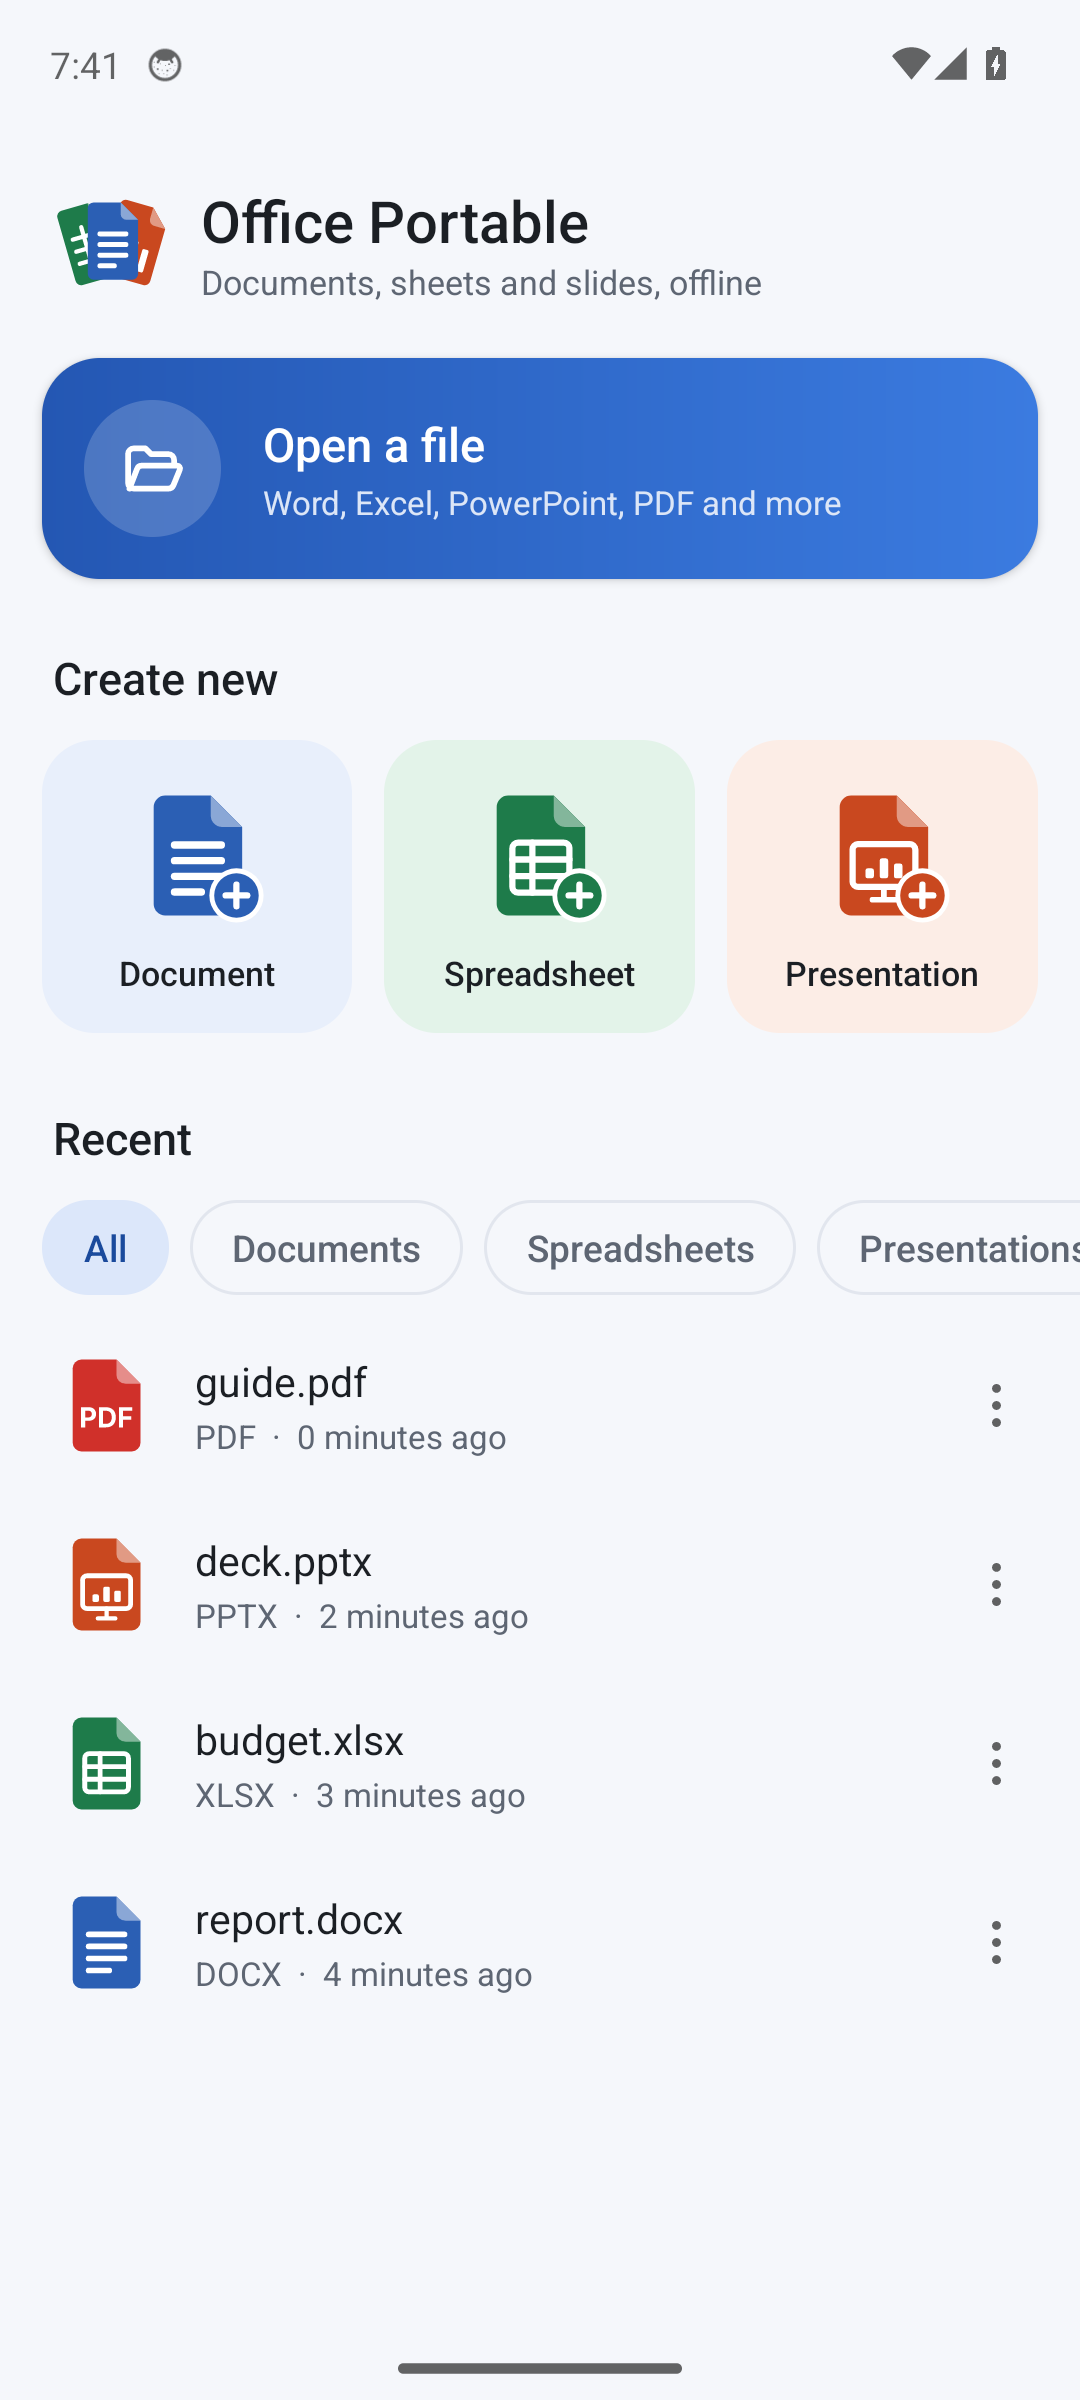 7:41
Office Portable
Documents, sheets and slides, offline
Open a file
Word, Excel, PowerPoint, PDF and more
Create new
Document
Spreadsheet
Presentation
Recent
All
Documents
Spreadsheets
Presentations
PDF
guide.pdf
PDF · 0 minutes ago
deck.pptx
PPTX · 2 minutes ago
budget.xlsx
XLSX · 3 minutes ago
report.docx
DOCX · 4 minutes ago